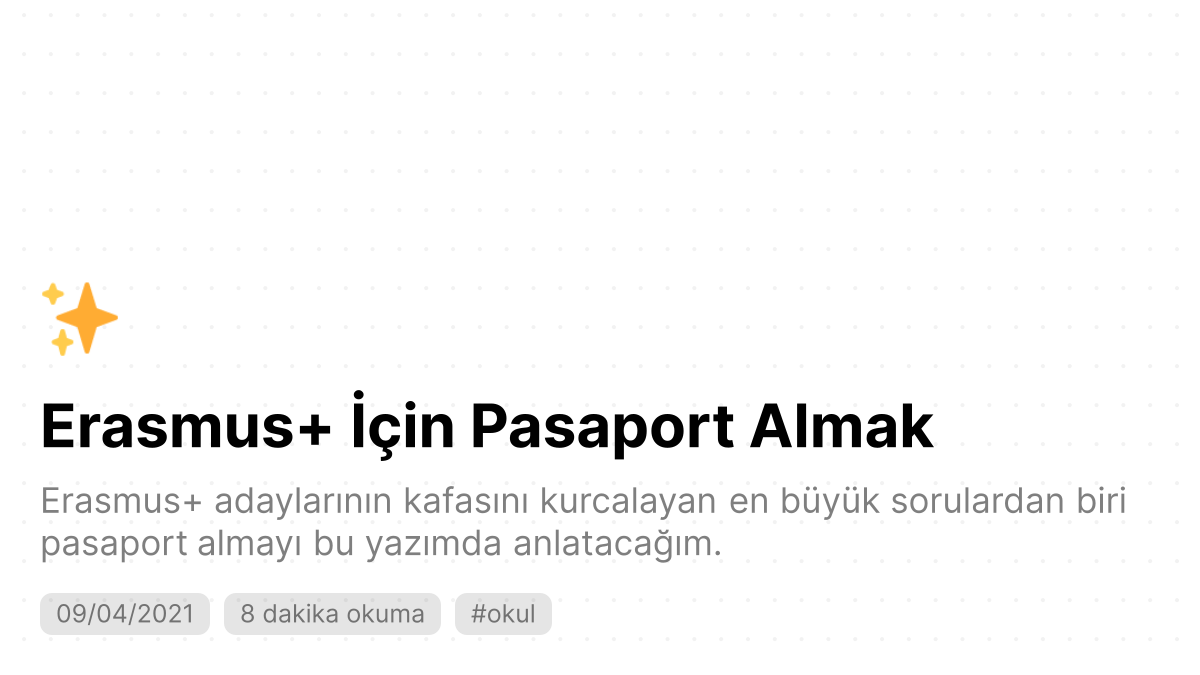 Erasmus+ İçin Pasaport Almak
Erasmus+ adaylarının kafasını kurcalayan en büyük sorulardan biri
pasaport almayı bu yazımda anlatacağım.
09/04/2021 8 dakika okuma #okul